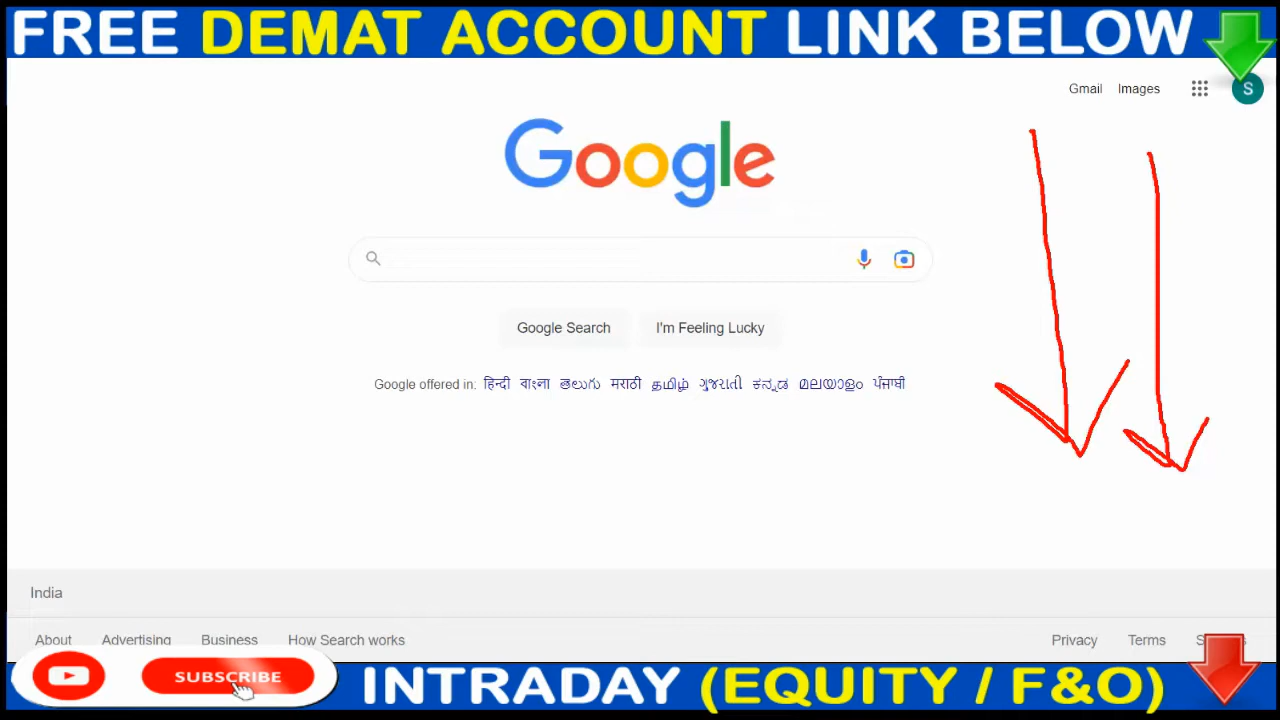 FREE DEMAT ACCOUNT LINK BELOW
Gmail Images
S
Google
Google Search I'm Feeling Lucky
Google offered in: हिन्दी বাংলা తెలుగు मराठी தமிழ் ગુજરાતી ಕನ್ನಡ മലയാളം ਪੰਜਾਬੀ
India
About Advertising Business How Search works Privacy Terms
SUBSCRIBE
INTRADAY (EQUITY / F&O)